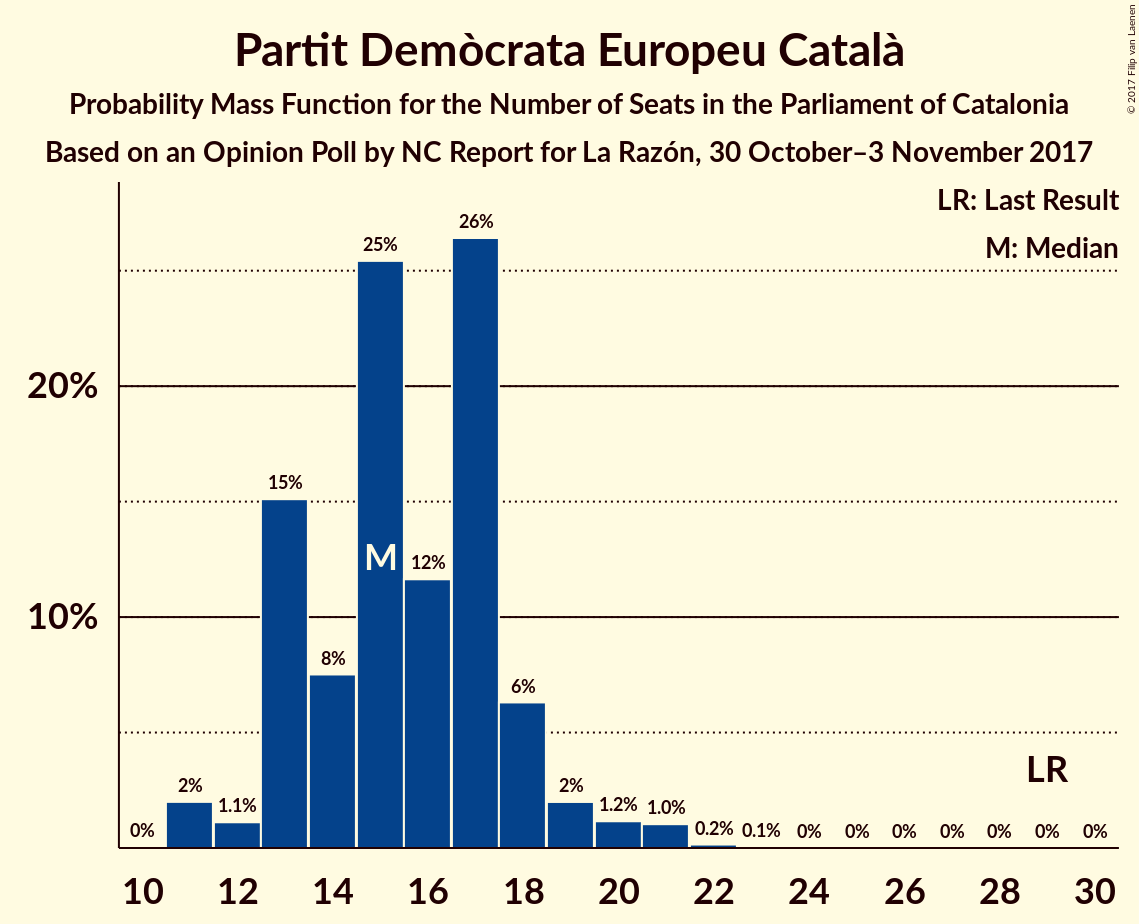 Partit Demòcrata Europeu Català
Probability Mass Function for the Number of Seats in the Parliament of Catalonia
Based on an Opinion Poll by NC Report for La Razón, 30 October–3 November 2017
© 2017 Filip van Laenen
LR: Last Result
M: Median
26%
25%
20%
15%
M
12%
10%
8%
6%
LR
2%
2%
1.1%
1.2%
1.0%
0%
0.2%
0.1%
0%
0%
0%
0%
0%
0%
0%
10 12 14 16 18 20 22 24 26 28 30